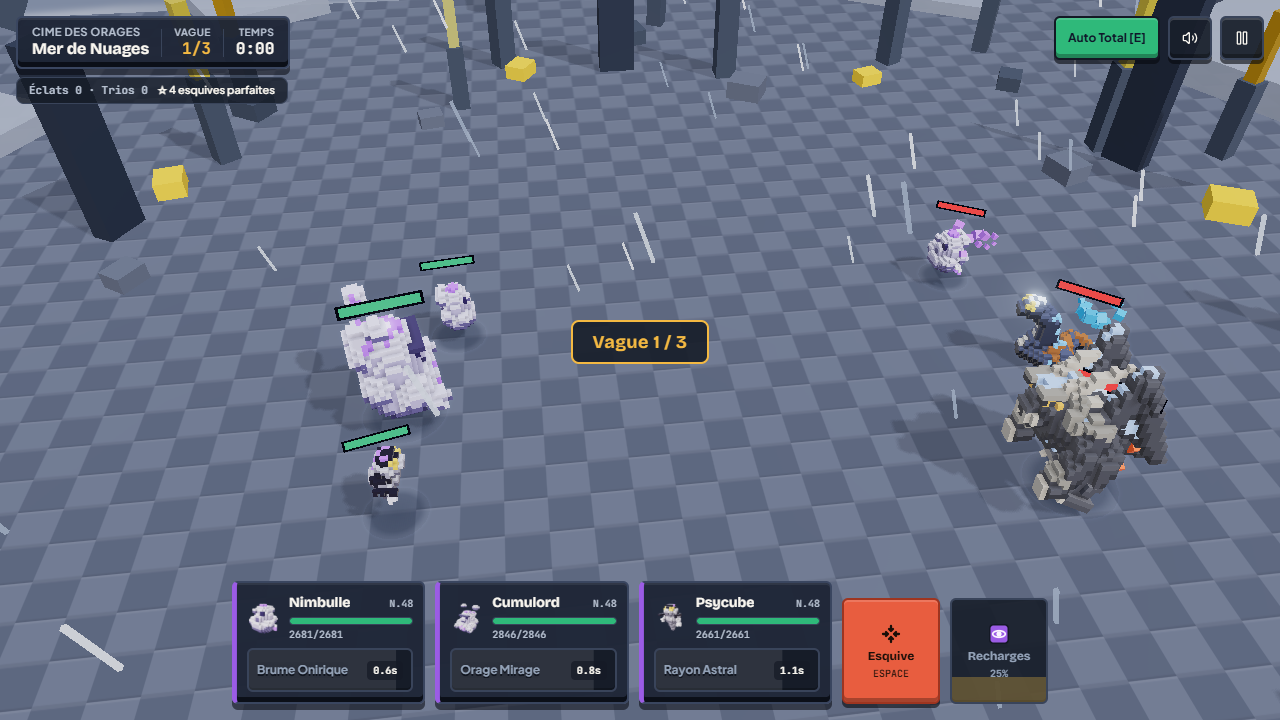 CIME DES ORAGES
Mer de Nuages
VAGUE
1/3
TEMPS
0:00
Éclats 0 · Trios 0 ★ 4 esquives parfaites
Auto Total [E]
Vague 1 / 3
Nimbulle N.48
2681/2681
Brume Onirique 0.6s
Cumulord N.48
2846/2846
Orage Mirage 0.8s
Psycube N.48
2661/2661
Rayon Astral 1.1s
Esquive
ESPACE
Recharges
25%